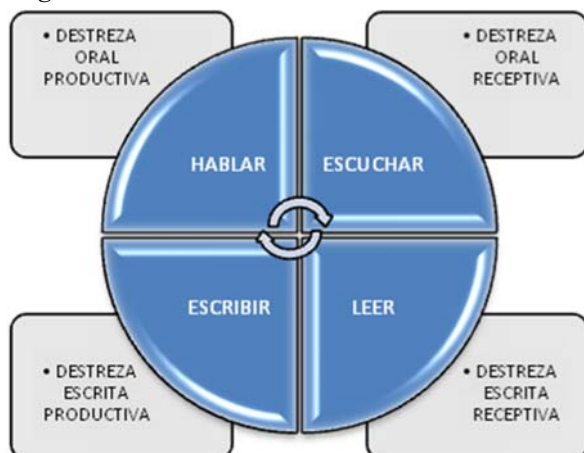 • DESTREZA
ORAL
PRODUCTIVA
• DESTREZA
ORAL
RECEPTIVA
HABLAR
ESCUCHAR
ESCRIBIR
LEER
• DESTREZA
ESCRITA
PRODUCTIVA
• DESTREZA
ESCRITA
RECEPTIVA